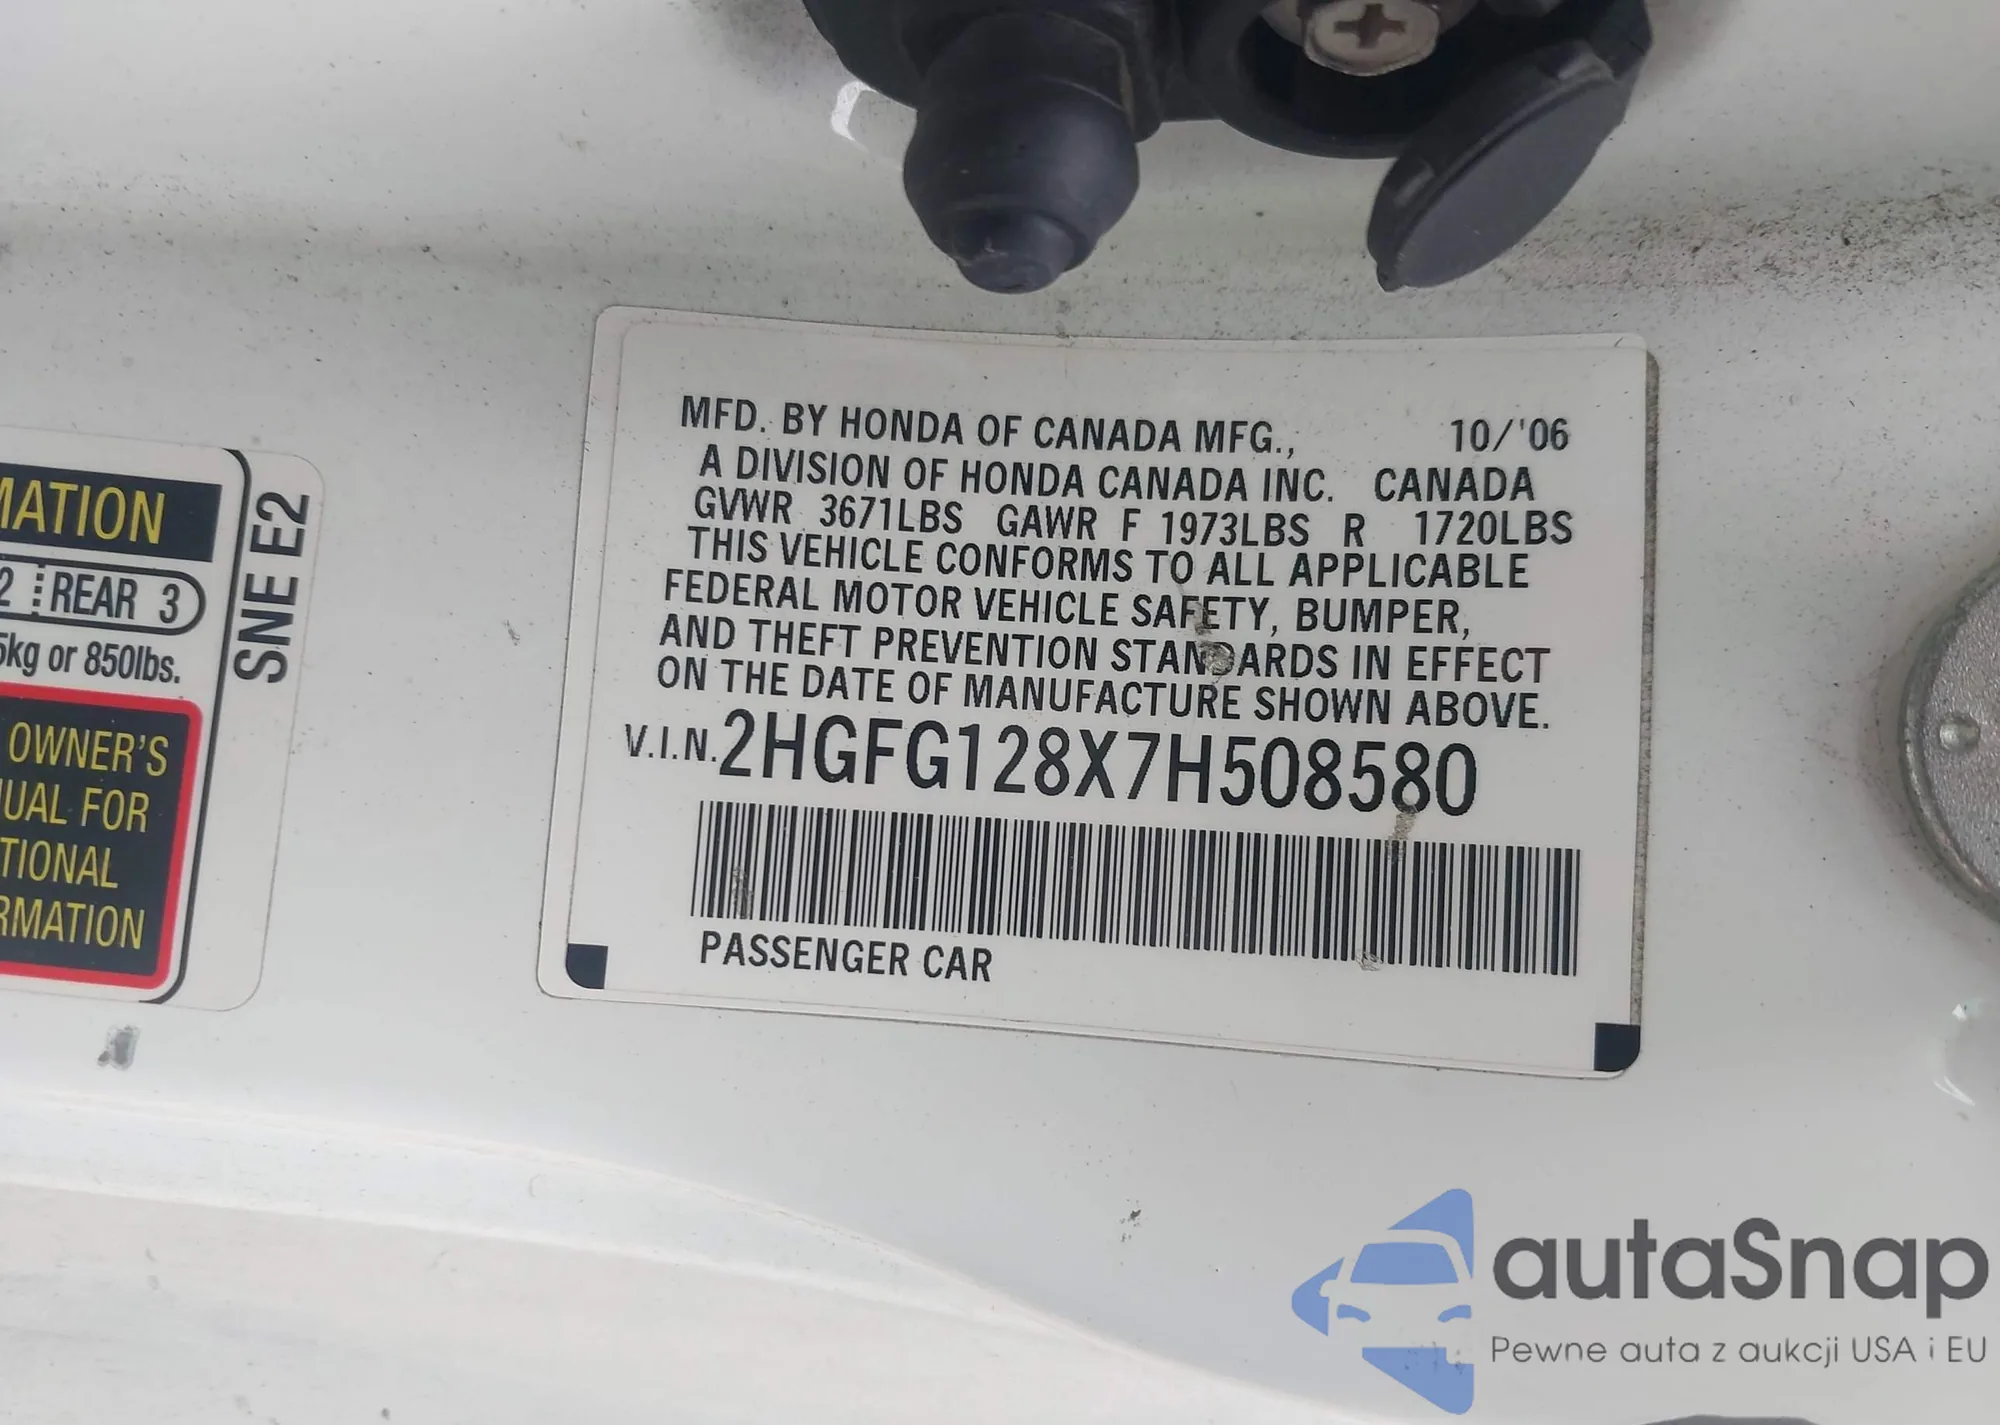 MATION
2 REAR 3
5kg or 850lbs.
OWNER'S
UAL FOR
TIONAL
RMATION
SNE E2
MFD. BY HONDA OF CANADA MFG., 10/'06
A DIVISION OF HONDA CANADA INC. CANADA
GVWR 3671LBS GAWR F 1973LBS R 1720LBS
THIS VEHICLE CONFORMS TO ALL APPLICABLE
FEDERAL MOTOR VEHICLE SAFETY, BUMPER,
AND THEFT PREVENTION STANDARDS IN EFFECT
ON THE DATE OF MANUFACTURE SHOWN ABOVE.
V.I.N. 2HGFG128X7H508580
PASSENGER CAR
autaSnap
Pewne auta z aukcji USA i EU